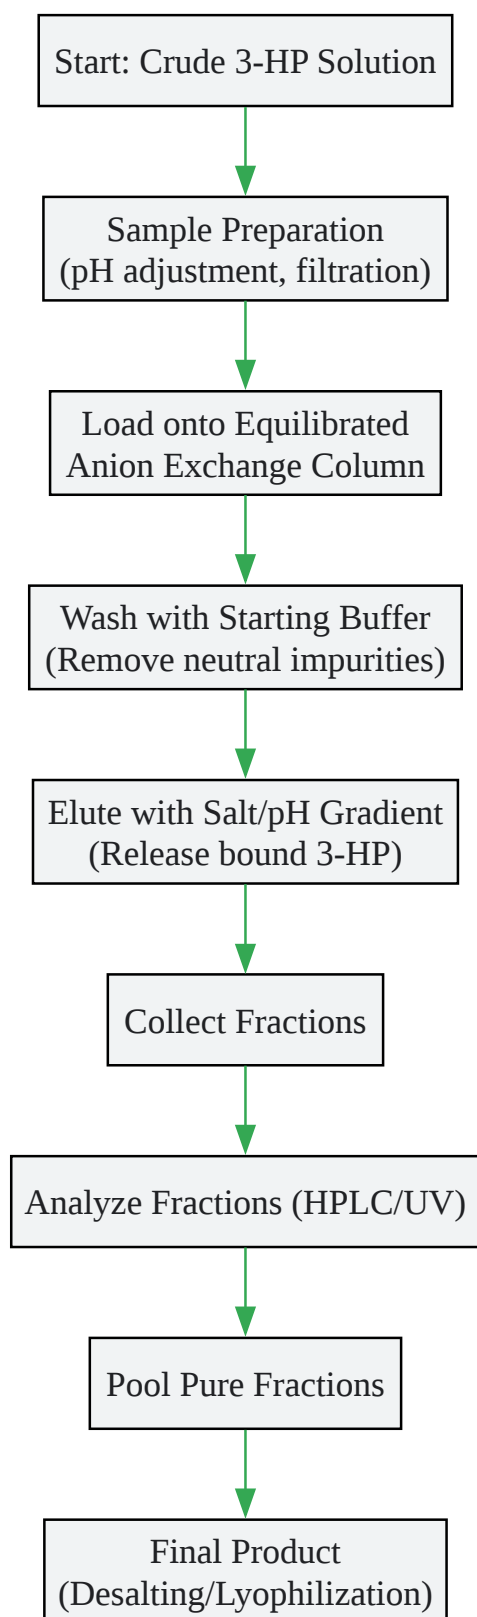 Start: Crude 3-HP Solution
Sample Preparation
(pH adjustment, filtration)
Load onto Equilibrated
Anion Exchange Column
Wash with Starting Buffer
(Remove neutral impurities)
Elute with Salt/pH Gradient
(Release bound 3-HP)
Collect Fractions
Analyze Fractions (HPLC/UV)
Pool Pure Fractions
Final Product
(Desalting/Lyophilization)